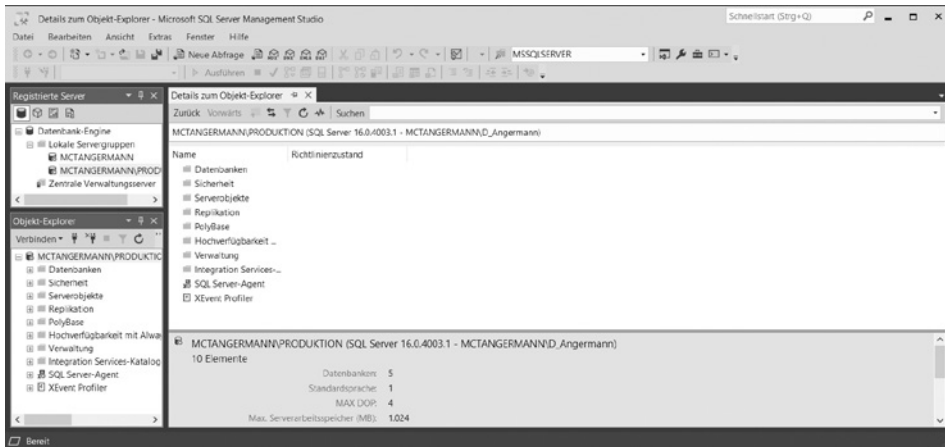 Details zum Objekt-Explorer - Microsoft SQL Server Management Studio
Schnellstart (Strg+Q)
Datei Bearbeiten Ansicht Extras Fenster Hilfe
Neue Abfrage
MSSQLSERVER
Ausführen
Registrierte Server
Datenbank-Engine
Lokale Servergruppen
MCTANGERMANN
MCTANGERMANN\PROD
Zentrale Verwaltungsserver
Objekt-Explorer
Verbinden
MCTANGERMANN\PRODUKTIC
Datenbanken
Sicherheit
Serverobjekte
Replikation
PolyBase
Hochverfügbarkeit mit Alwa
Verwaltung
Integration Services-Katalog
SQL Server-Agent
XEvent Profiler
Details zum Objekt-Explorer
Zurück Vorwärts Suchen
MCTANGERMANN\PRODUKTION (SQL Server 16.0.4003.1 - MCTANGERMANN\D_Angermann)
Name Richtlinienzustand
Datenbanken
Sicherheit
Serverobjekte
Replikation
PolyBase
Hochverfügbarkeit ...
Verwaltung
Integration Services-...
SQL Server-Agent
XEvent Profiler
MCTANGERMANN\PRODUKTION (SQL Server 16.0.4003.1 - MCTANGERMANN\D_Angermann)
10 Elemente
Datenbanken: 5
Standardsprache: 1
MAX DOP: 4
Max. Serverarbeitsspeicher (MB): 1.024
Bereit